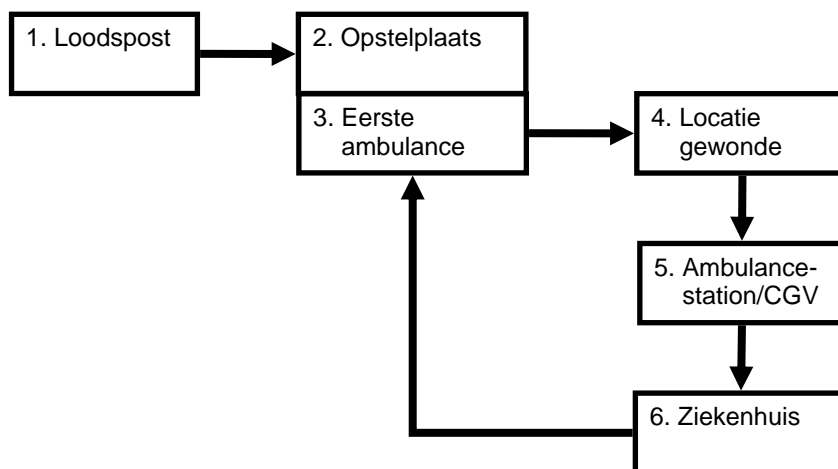 1. Loodspost
2. Opstelplaats
3. Eerste
ambulance
4. Locatie
gewonde
5. Ambulance-
station/CGV
6. Ziekenhuis